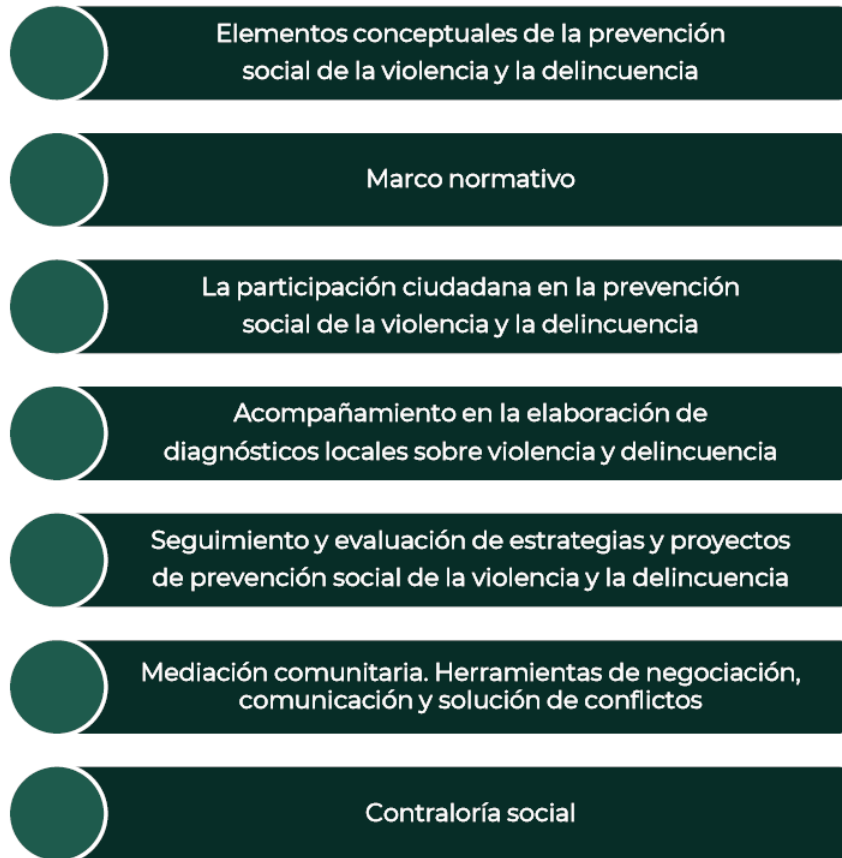 Elementos conceptuales de la prevención
social de la violencia y la delincuencia
Marco normativo
La participación ciudadana en la prevención
social de la violencia y la delincuencia
Acompañamiento en la elaboración de
diagnósticos locales sobre violencia y delincuencia
Seguimiento y evaluación de estrategias y proyectos
de prevención social de la violencia y la delincuencia
Mediación comunitaria. Herramientas de negociación,
comunicación y solución de conflictos
Contraloría social